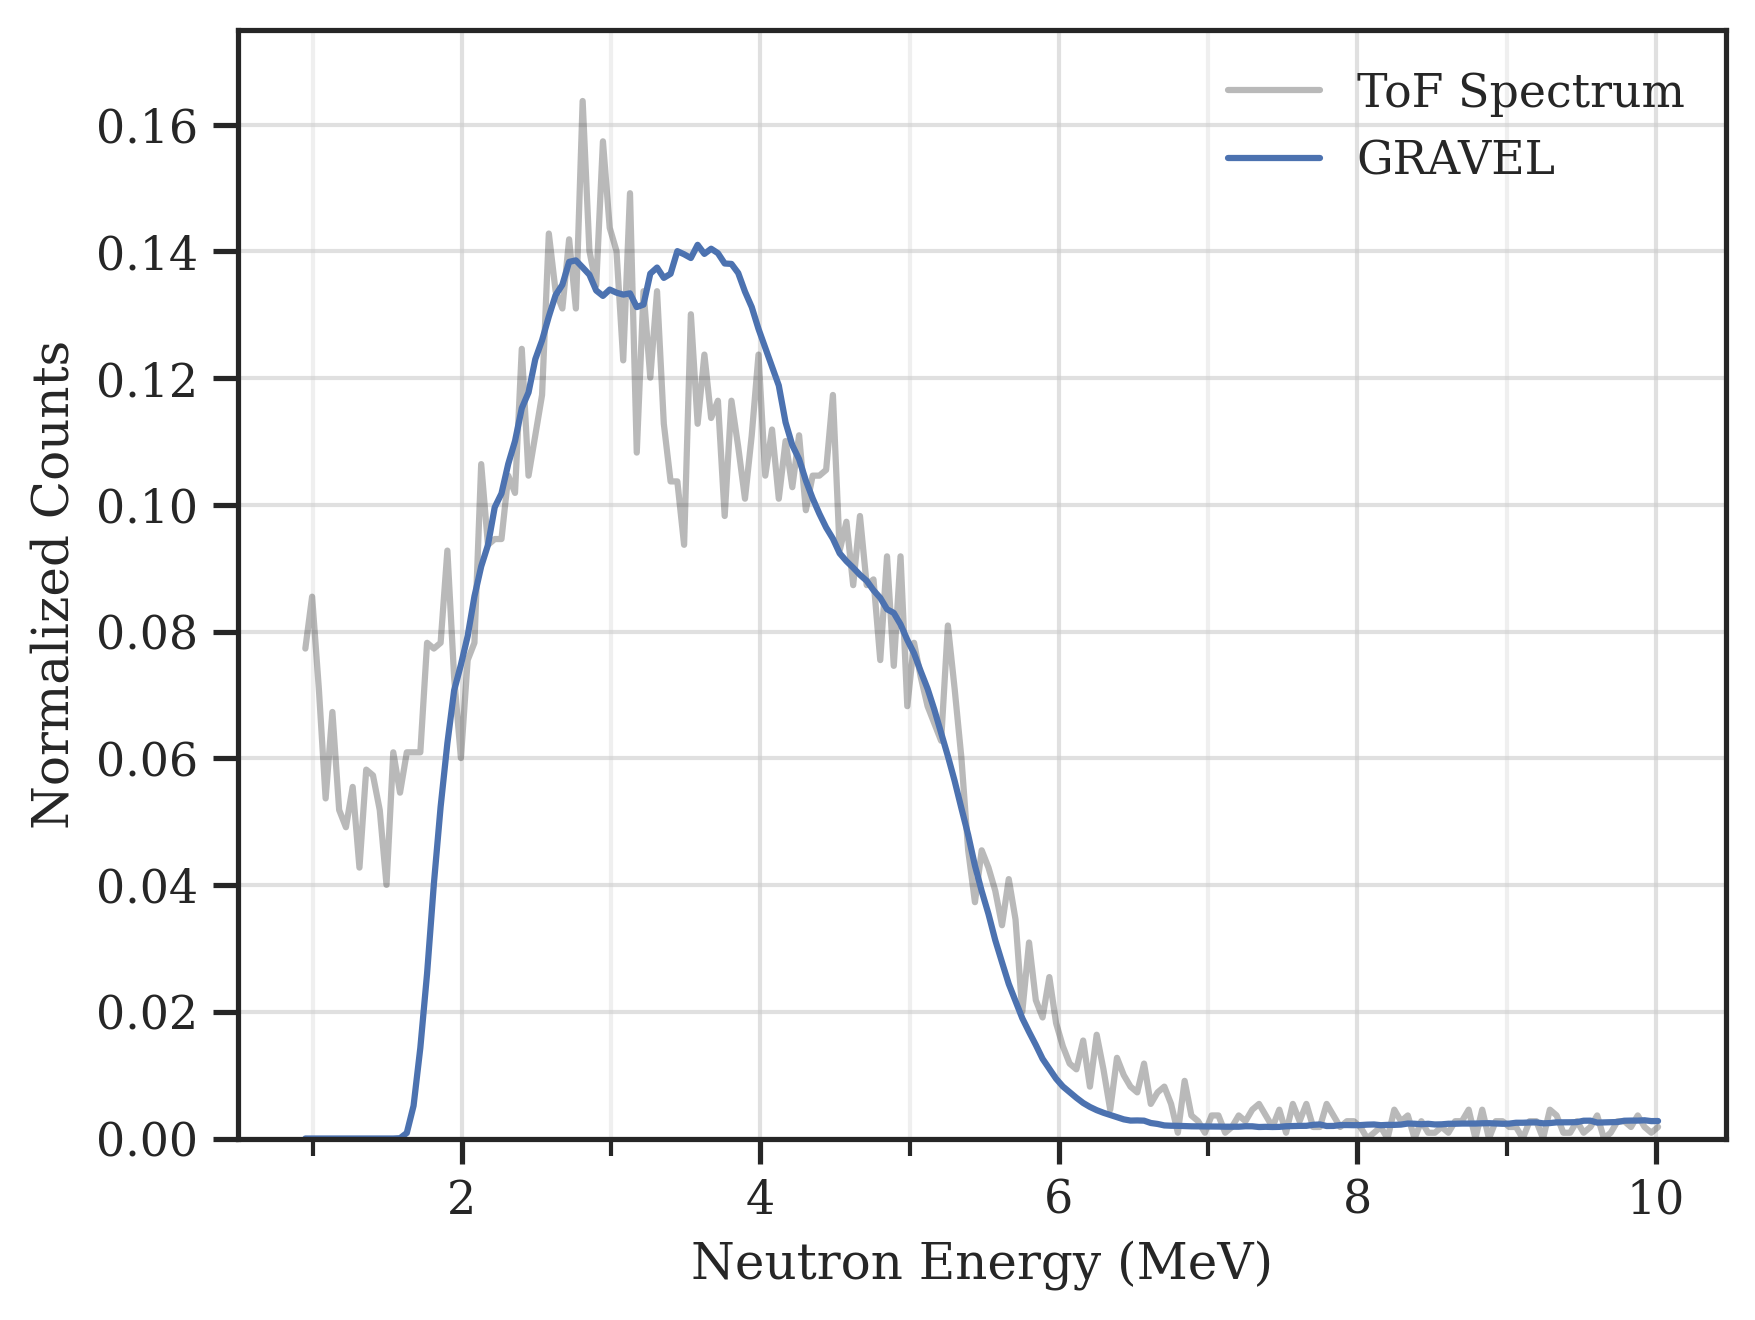 ToF Spectrum
GRAVEL
Normalized Counts
0.16
0.14
0.12
0.10
0.08
0.06
0.04
0.02
0.00
2 4 6 8 10
Neutron Energy (MeV)